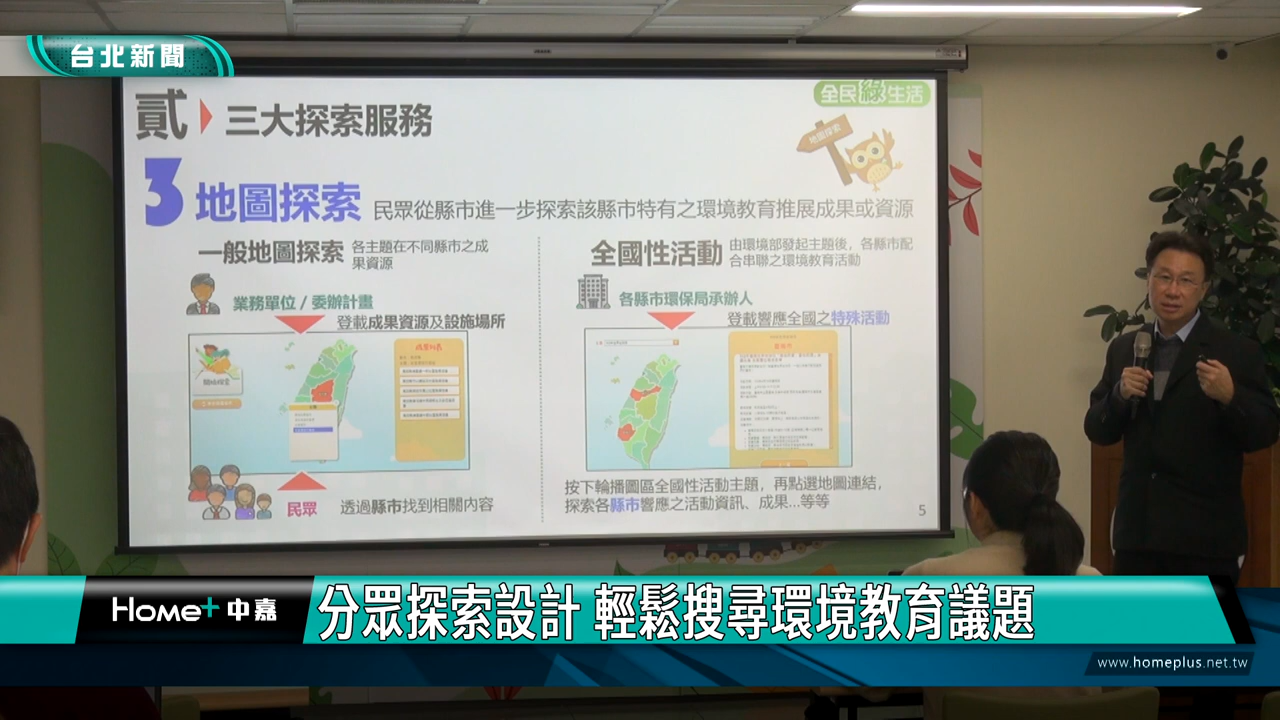 台北新聞
全民綠生活
貳 三大探索服務
地圖探索
3 地圖探索 民眾從縣市進一步探索該縣市特有之環境教育推展成果或資源
一般地圖探索 各主題在不同縣市之成
果資源
業務單位 / 委辦計畫
登載成果資源及設施場所
開始探索
成果列表
民眾
透過縣市找到相關內容
全國性活動 由環境部發起主題後，各縣市配
合串聯之環境教育活動
各縣市環保局承辦人
登載響應全國之特殊活動
按下輪播圖區全國性活動主題，再點選地圖連結，
探索各縣市響應之活動資訊、成果...等等
5
Home+ 中嘉
分眾探索設計 輕鬆搜尋環境教育議題
www.homeplus.net.tw